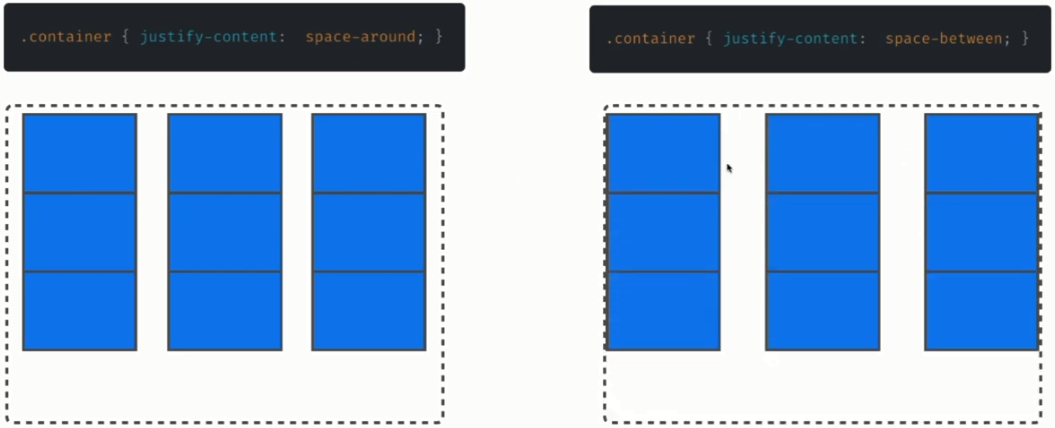 .container { justify-content:  space-around; }
.container { justify-content:  space-between; }